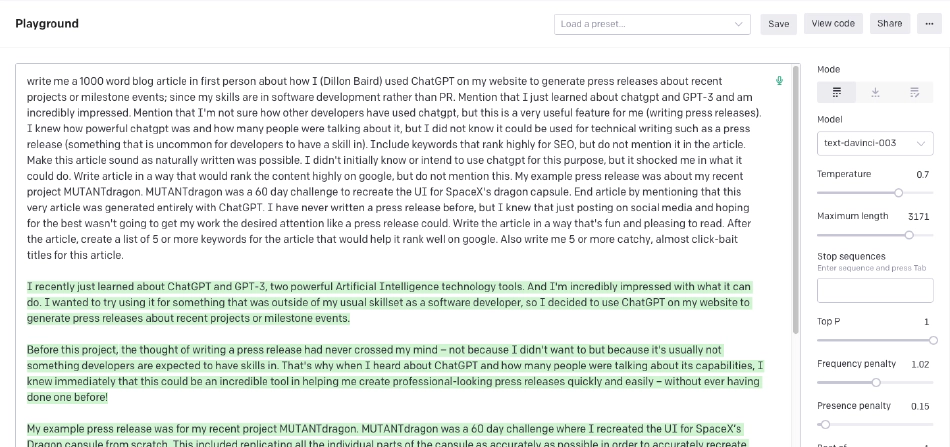 Playground
Load a preset...
Save
View code
Share
...
write me a 1000 word blog article in first person about how I (Dillon Baird) used ChatGPT on my website to generate press releases about recent
projects or milestone events; since my skills are in software development rather than PR. Mention that I just learned about chatgpt and GPT-3 and am
incredibly impressed. Mention that I'm not sure how other developers have used chatgpt, but this is a very useful feature for me (writing press releases).
I knew how powerful chatgpt was and how many people were talking about it, but I did not know it could be used for technical writing such as a press
release (something that is uncommon for developers to have a skill in). Include keywords that rank highly for SEO, but do not mention it in the article.
Make this article sound as naturally written was possible. I didn't initially know or intend to use chatgpt for this purpose, but it shocked me in what it
could do. Write article in a way that would rank the content highly on google, but do not mention this. My example press release was about my recent
project MUTANTdragon. MUTANTdragon was a 60 day challenge to recreate the UI for SpaceX's dragon capsule. End article by mentioning that this
very article was generated entirely with ChatGPT. I have never written a press release before, but I knew that just posting on social media and hoping
for the best wasn't going to get my work the desired attention like a press release could. Write the article in a way that's fun and pleasing to read. After
the article, create a list of 5 or more keywords for the article that would help it rank well on google. Also write me 5 or more catchy, almost click-bait
titles for this article.
I recently just learned about ChatGPT and GPT-3, two powerful Artificial Intelligence technology tools. And I'm incredibly impressed with what it can
do. I wanted to try using it for something that was outside of my usual skillset as a software developer, so I decided to use ChatGPT on my website to
generate press releases about recent projects or milestone events.
Before this project, the thought of writing a press release had never crossed my mind – not because I didn't want to but because it's usually not
something developers are expected to have skills in. That's why when I heard about ChatGPT and how many people were talking about its capabilities, I
knew immediately that this could be an incredible tool in helping me create professional-looking press releases quickly and easily – without ever having
done one before!
My example press release was for my recent project MUTANTdragon. MUTANTdragon was a 60 day challenge where I recreated the UI for SpaceX's
Dragon capsule from scratch. This included replicating all the individual parts of the capsule as accurately as possible in order to accurately recreate
Mode
Model
text-davinci-003
Temperature 0.7
Maximum length 3171
Stop sequences
Enter sequence and press Tab
Top P 1
Frequency penalty 1.02
Presence penalty 0.15